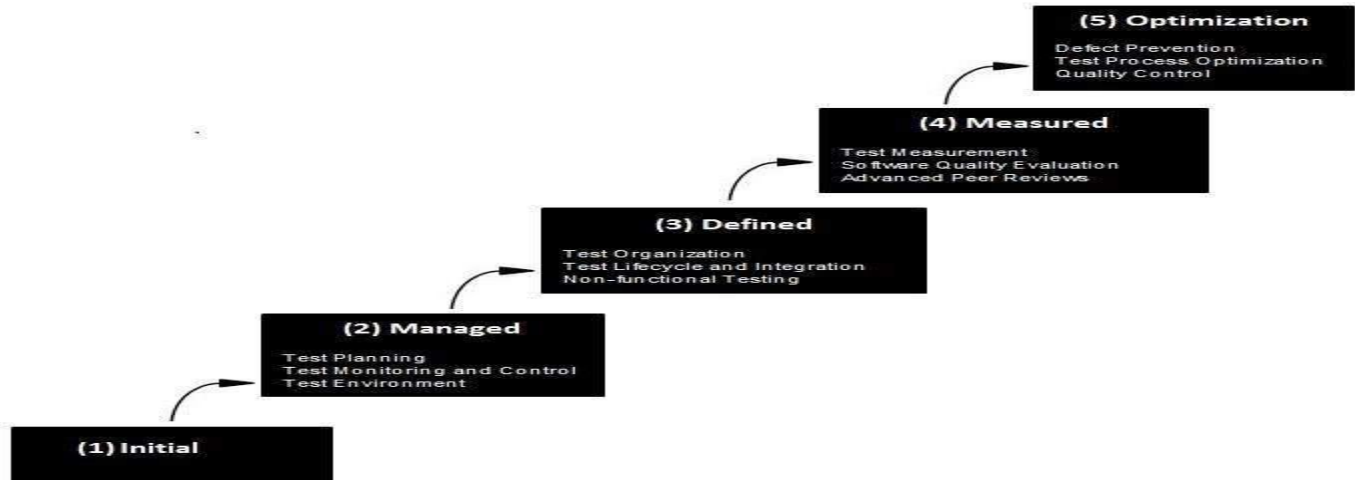 (5) Optimization
Defect Prevention
Test Process Optimization
Quality Control
(4) Measured
Test Measurement
Software Quality Evaluation
Advanced Peer Reviews
(3) Defined
Test Organization
Test Lifecycle and Integration
Non-functional Testing
(2) Managed
Test Planning
Test Monitoring and Control
Test Environment
(1) Initial